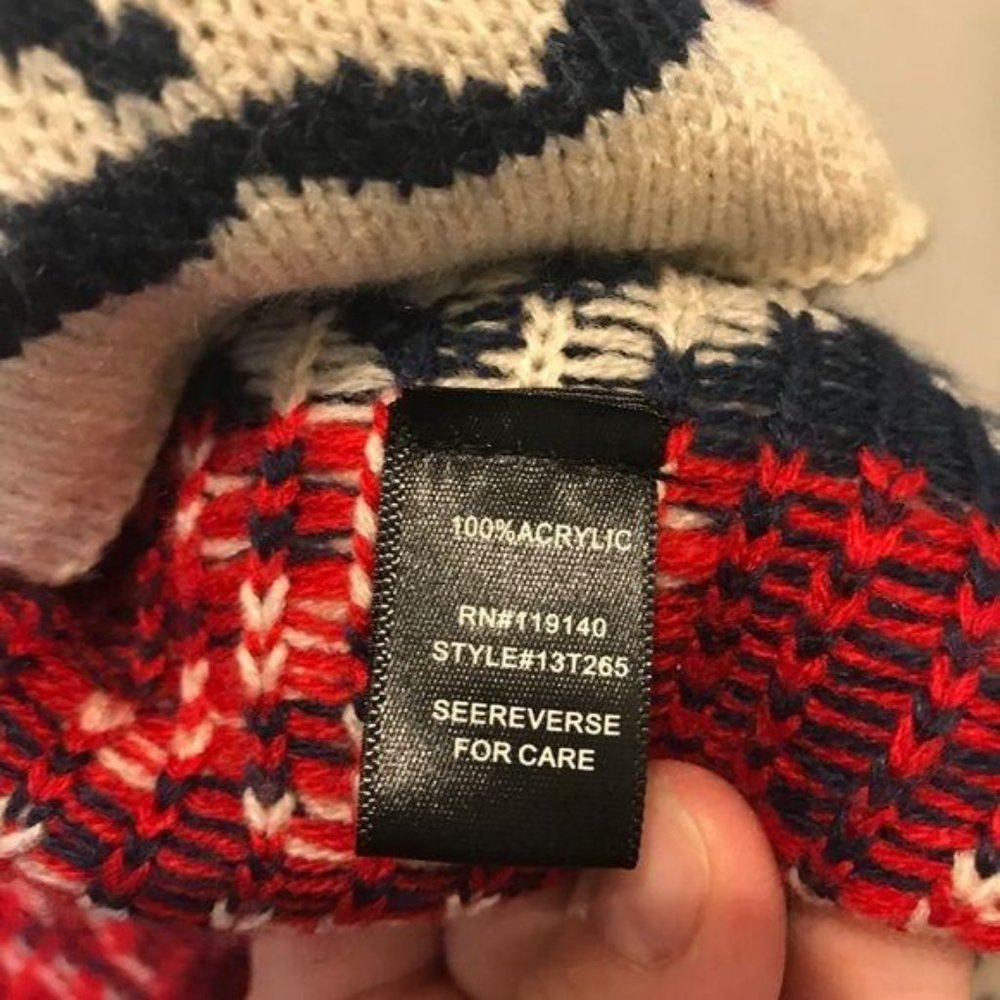 100%ACRYLIC
RN#119140
STYLE#13T265
SEEREVERSE
FOR CARE